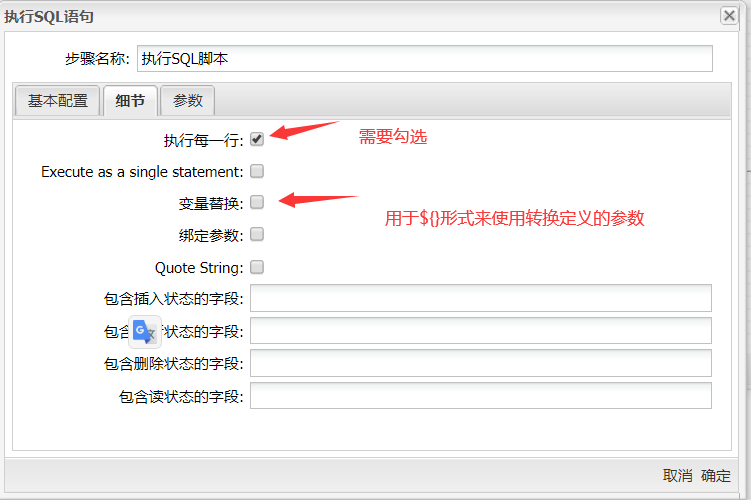 执行SQL语句
步骤名称: 执行SQL脚本
基本配置 细节 参数
执行每一行: 需要勾选
Execute as a single statement:
变量替换:
用于${}形式来使用转换定义的参数
绑定参数:
Quote String:
包含插入状态的字段:
包含 状态的字段:
包含删除状态的字段:
包含读状态的字段:
取消 确定